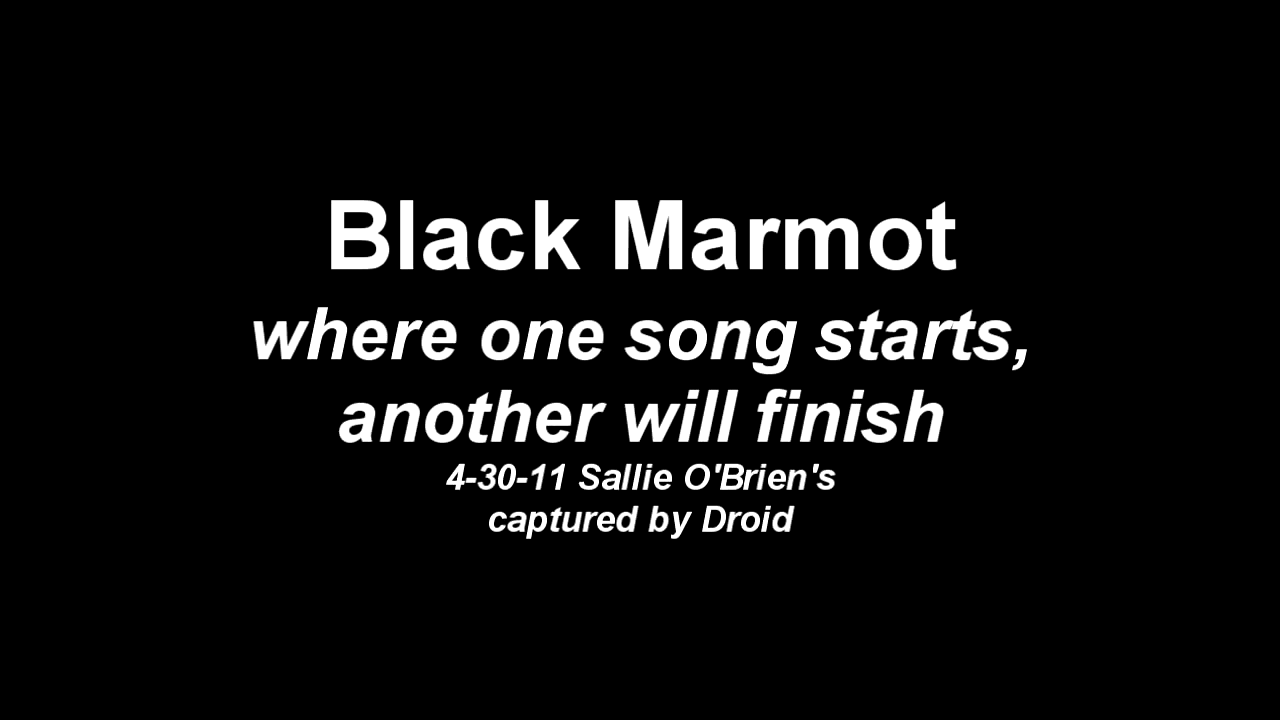 Black Marmot
where one song starts,
another will finish
4-30-11 Sallie O'Brien's
captured by Droid